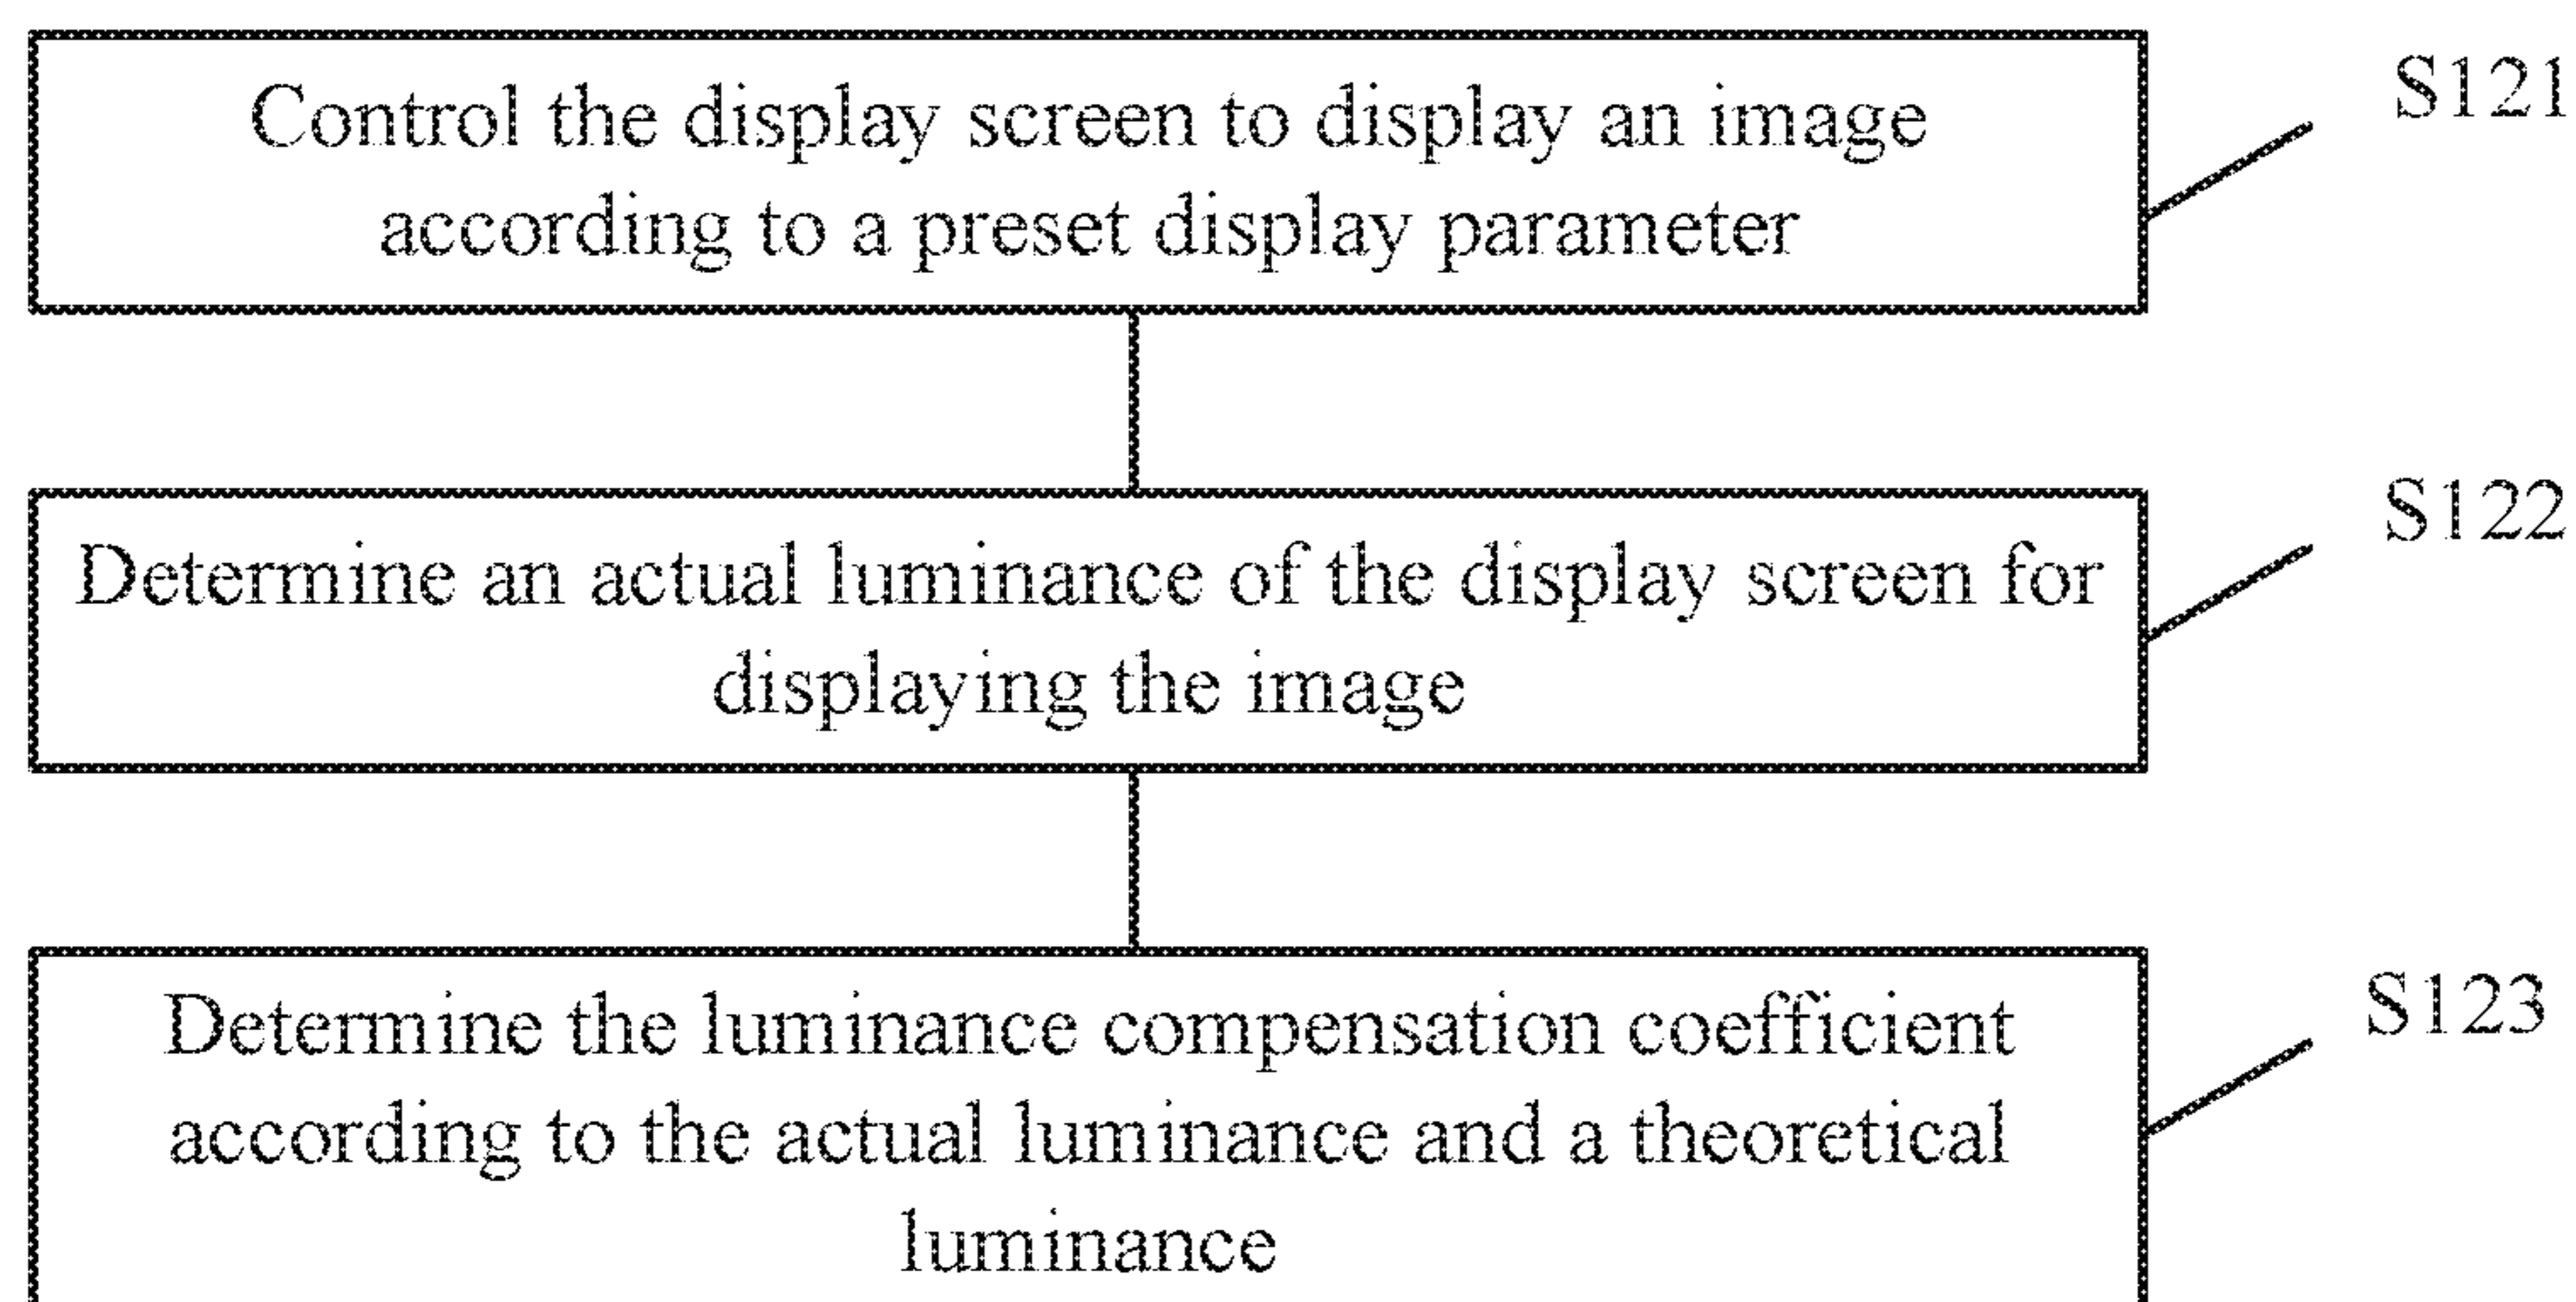 Control the display screen to display an image
according to a preset display parameter
S121
Determine an actual luminance of the display screen for
displaying the image
S122
Determine the luminance compensation coefficient
according to the actual luminance and a theoretical
luminance
S123